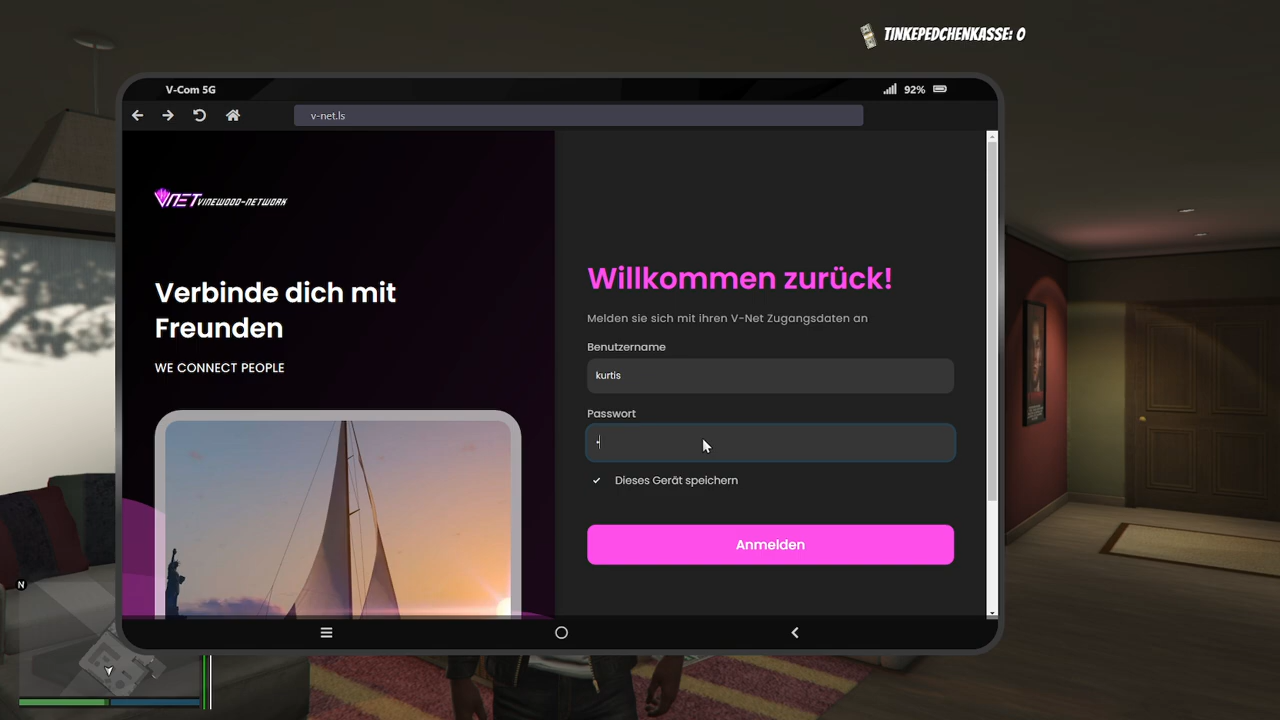 TINKEPEDCHENKASSE: 0
V-Com 5G
92%
v-net.ls
VNET VINEWOOD-NETWORK
Verbinde dich mit
Freunden
WE CONNECT PEOPLE
Willkommen zurück!
Melden sie sich mit ihren V-Net Zugangsdaten an
Benutzername
kurtis
Passwort
Dieses Gerät speichern
Anmelden
N